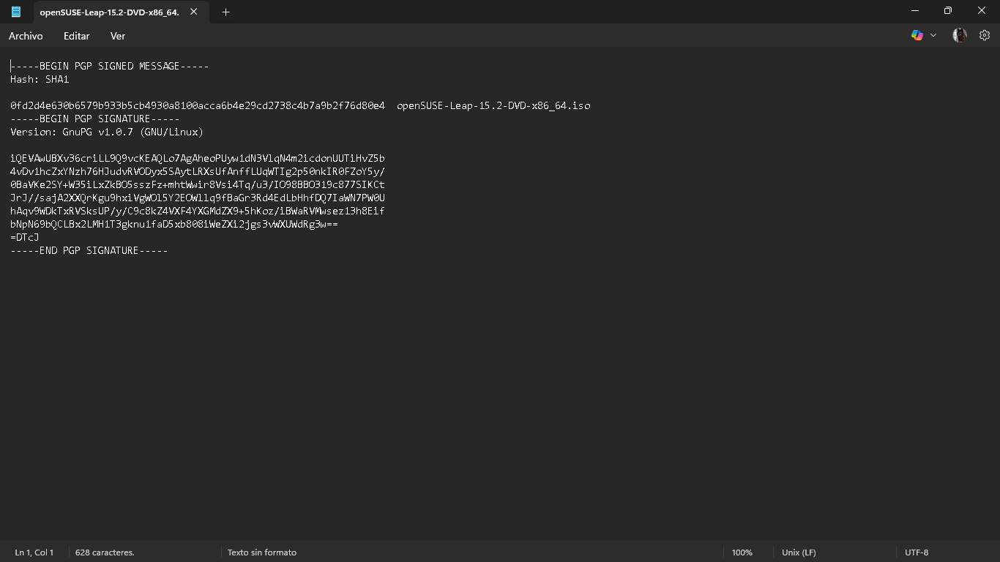 openSUSE-Leap-15.2-DVD-x86_64.
Archivo Editar Ver
-----BEGIN PGP SIGNED MESSAGE-----
Hash: SHA1
0fd2d4e630b6579b933b5cb4930a8100acca6b4e29cd2738c4b7a9b2f76d80e4  openSUSE-Leap-15.2-DVD-x86_64.iso
-----BEGIN PGP SIGNATURE-----
Version: GnuPG v1.0.7 (GNU/Linux)
iQEVAwUBXv36criLL9Q9vcKEAQLo7AgAheoPUyw1dN3VlqN4m2icdonUUTiHvZ5b
4vDv1hcZxYNzh76HJudvRVODyx5SAytLRXsUfAnffLUqWTIg2p50nkIR0FZoY5y/
0BaVKe2SY+W35iLxZkBO5sszFz+mhtWwir8Vsi4Tq/u3/IO98BBO319c877SIKCt
JrJ//sajA2XXQrKgu9hxiVgWOl5Y2EOWllq9fBaGr3Rd4EdLbHhfDQ7IaWN7PW0U
hAqv9WDkTxRVSksUP/y/C9c8kZ4VXF4YXGMdZX9+5hKoz/iBWaRVMwsez13h8Eif
bNpN69bQCLBx2LMH1T3gknu1faD5xb808iWeZXi2jgs3vWXUWdRg3w==
=DTcJ
-----END PGP SIGNATURE-----
Ln 1, Col 1 628 caracteres. Texto sin formato 100% Unix (LF) UTF-8